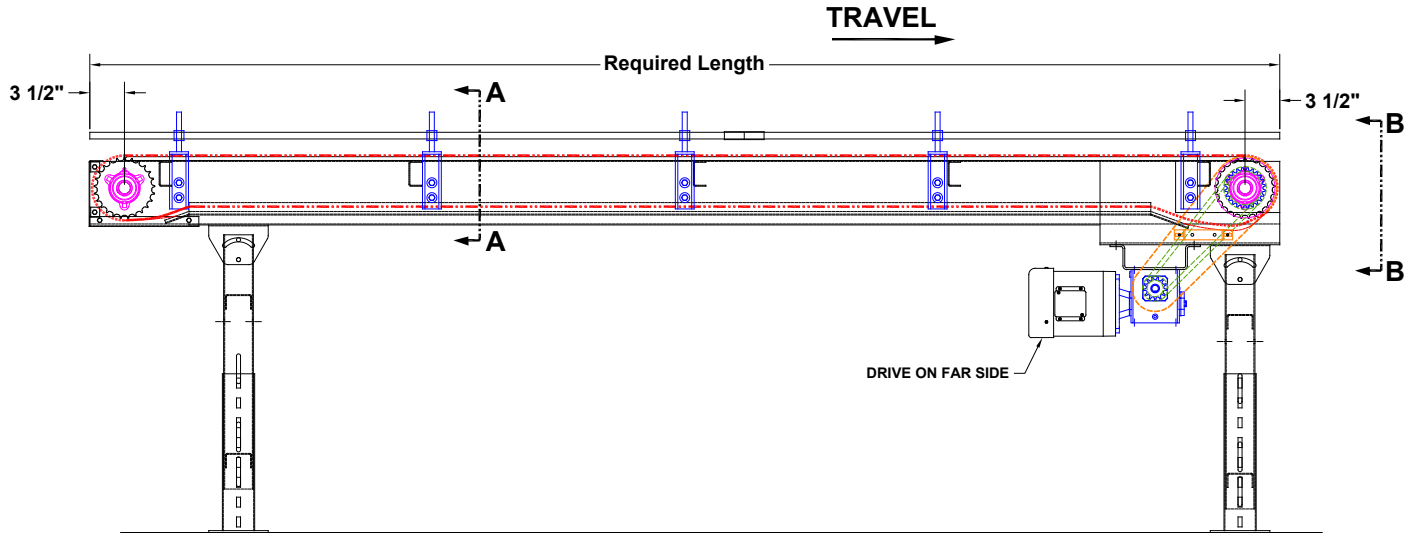 TRAVEL
Required Length
3 1/2"
A
3 1/2"
B
A
B
DRIVE ON FAR SIDE